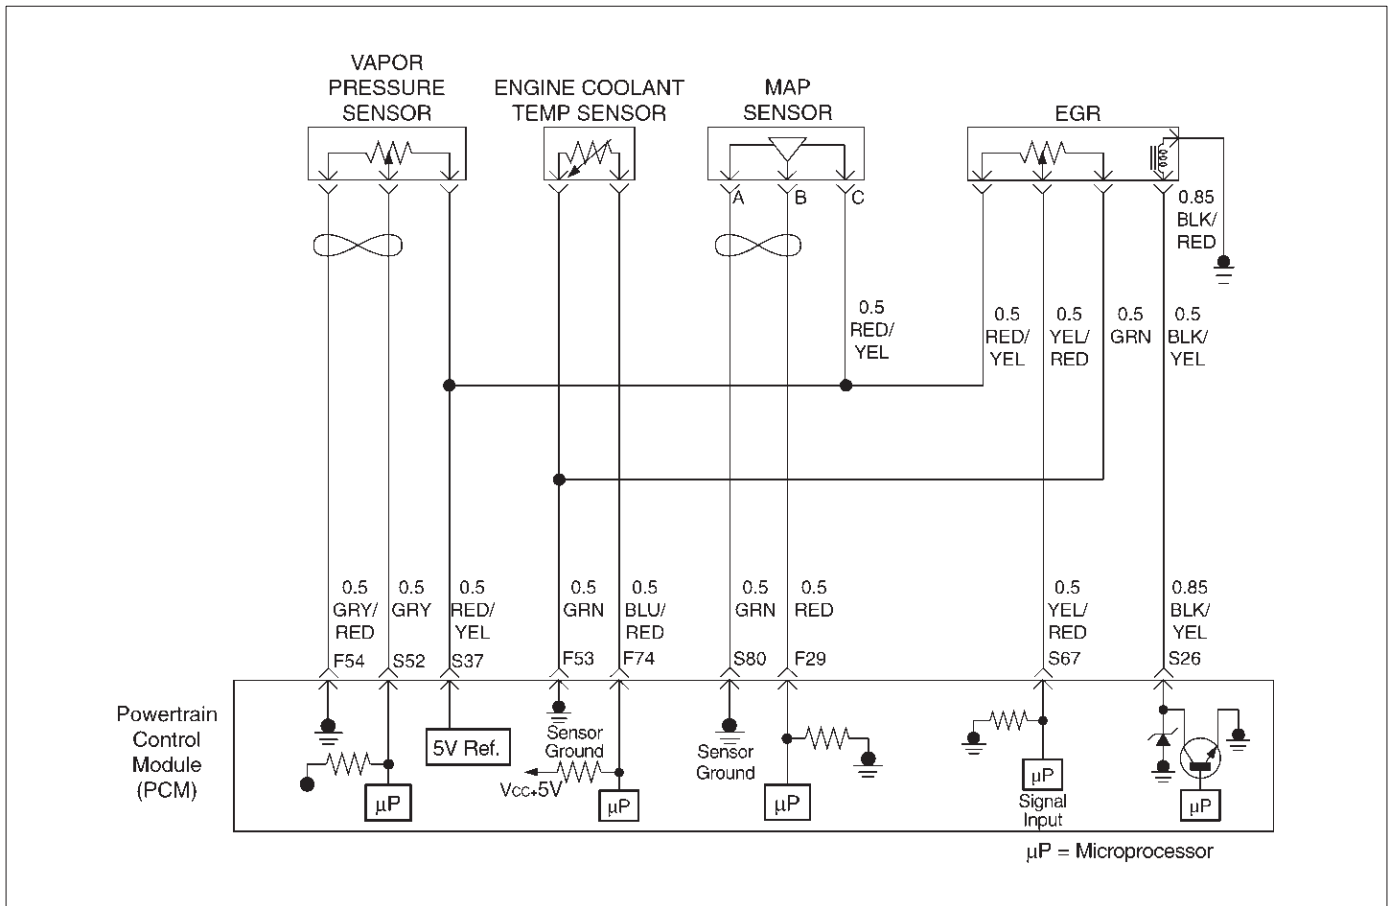 VAPOR
PRESSURE
SENSOR
ENGINE COOLANT
TEMP SENSOR
MAP
SENSOR
EGR
A
B
C
0.85
BLK/
RED
0.5
RED/
YEL
0.5
RED/
YEL
0.5
YEL/
RED
0.5
GRN
0.5
BLK/
YEL
0.5
GRY/
RED
0.5
GRY
0.5
RED/
YEL
0.5
GRN
0.5
BLU/
RED
0.5
GRN
0.5
RED
0.5
YEL/
RED
0.85
BLK/
YEL
F54
S52
S37
F53
F74
S80
F29
S67
S26
Powertrain
Control
Module
(PCM)
µP
5V Ref.
Sensor
Ground
Vcc+5V
µP
Sensor
Ground
µP
µP
Signal
Input
µP
µP = Microprocessor